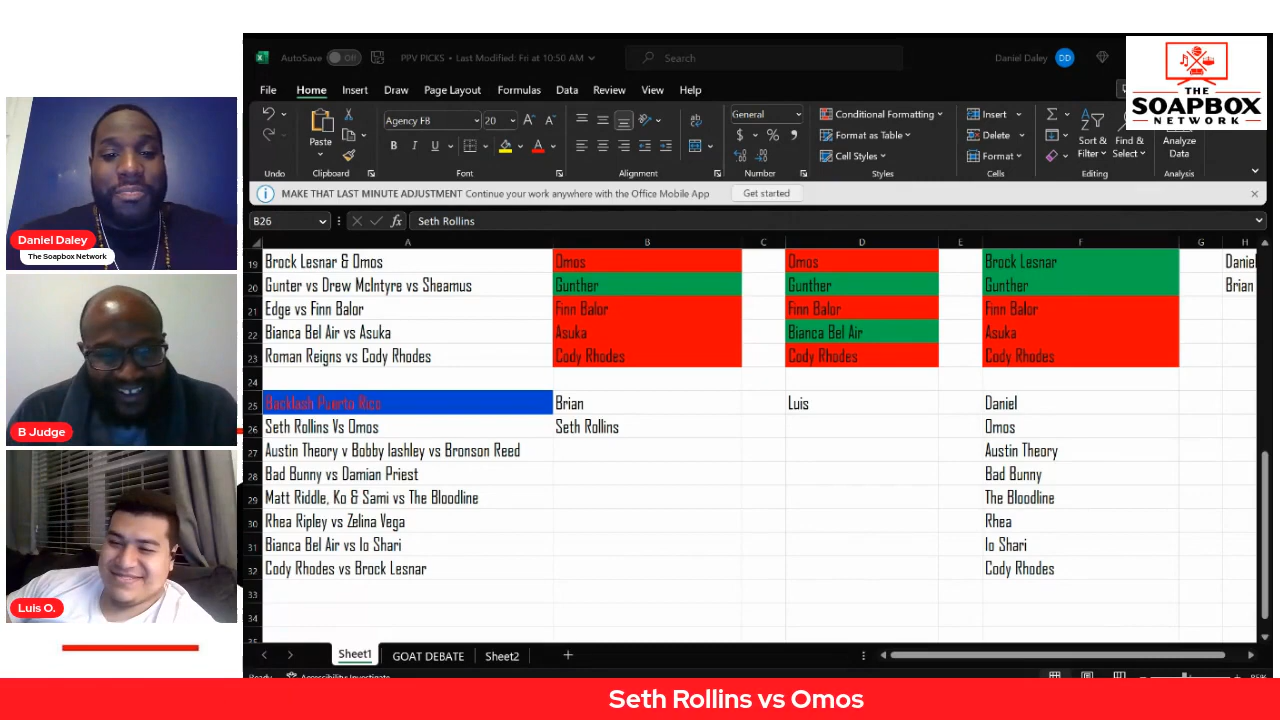 AutoSave Off PPV PICKS • Last Modified: Fri at 10:50 AM Search Daniel Daley DD
File Home Insert Draw Page Layout Formulas Data Review View Help
THE
SOAPBOX
NETWORK
Paste
Agency FB 20
B I U A
General
$ % 9
Conditional Formatting
Format as Table
Cell Styles
Insert
Delete
Format
Sort &
Filter
Find &
Select
Analyze
Data
Undo Clipboard Font Alignment Number Styles Cells Editing Analysis
MAKE THAT LAST MINUTE ADJUSTMENT Continue your work anywhere with the Office Mobile App Get started
B26 fx Seth Rollins
A B C D E F G H
19 Brock Lesnar & Omos Omos Omos Brock Lesnar Daniel
20 Gunter vs Drew McIntyre vs Sheamus Gunther Gunther Gunther Brian
21 Edge vs Finn Balor Finn Balor Finn Balor Finn Balor
22 Bianca Bel Air vs Asuka Asuka Bianca Bel Air Asuka
23 Roman Reigns vs Cody Rhodes Cody Rhodes Cody Rhodes Cody Rhodes
24
25 Backlash Puerto Rico Brian Luis Daniel
26 Seth Rollins Vs Omos Seth Rollins Omos
27 Austin Theory v Bobby lashley vs Bronson Reed Austin Theory
28 Bad Bunny vs Damian Priest Bad Bunny
29 Matt Riddle, Ko & Sami vs The Bloodline The Bloodline
30 Rhea Ripley vs Zelina Vega Rhea
31 Bianca Bel Air vs Io Shari Io Shari
32 Cody Rhodes vs Brock Lesnar Cody Rhodes
33
34
35
Sheet1 GOAT DEBATE Sheet2
Ready Accessibility: Investigate 85%
Daniel Daley
The Soapbox Network
B Judge
Luis O.
Seth Rollins vs Omos